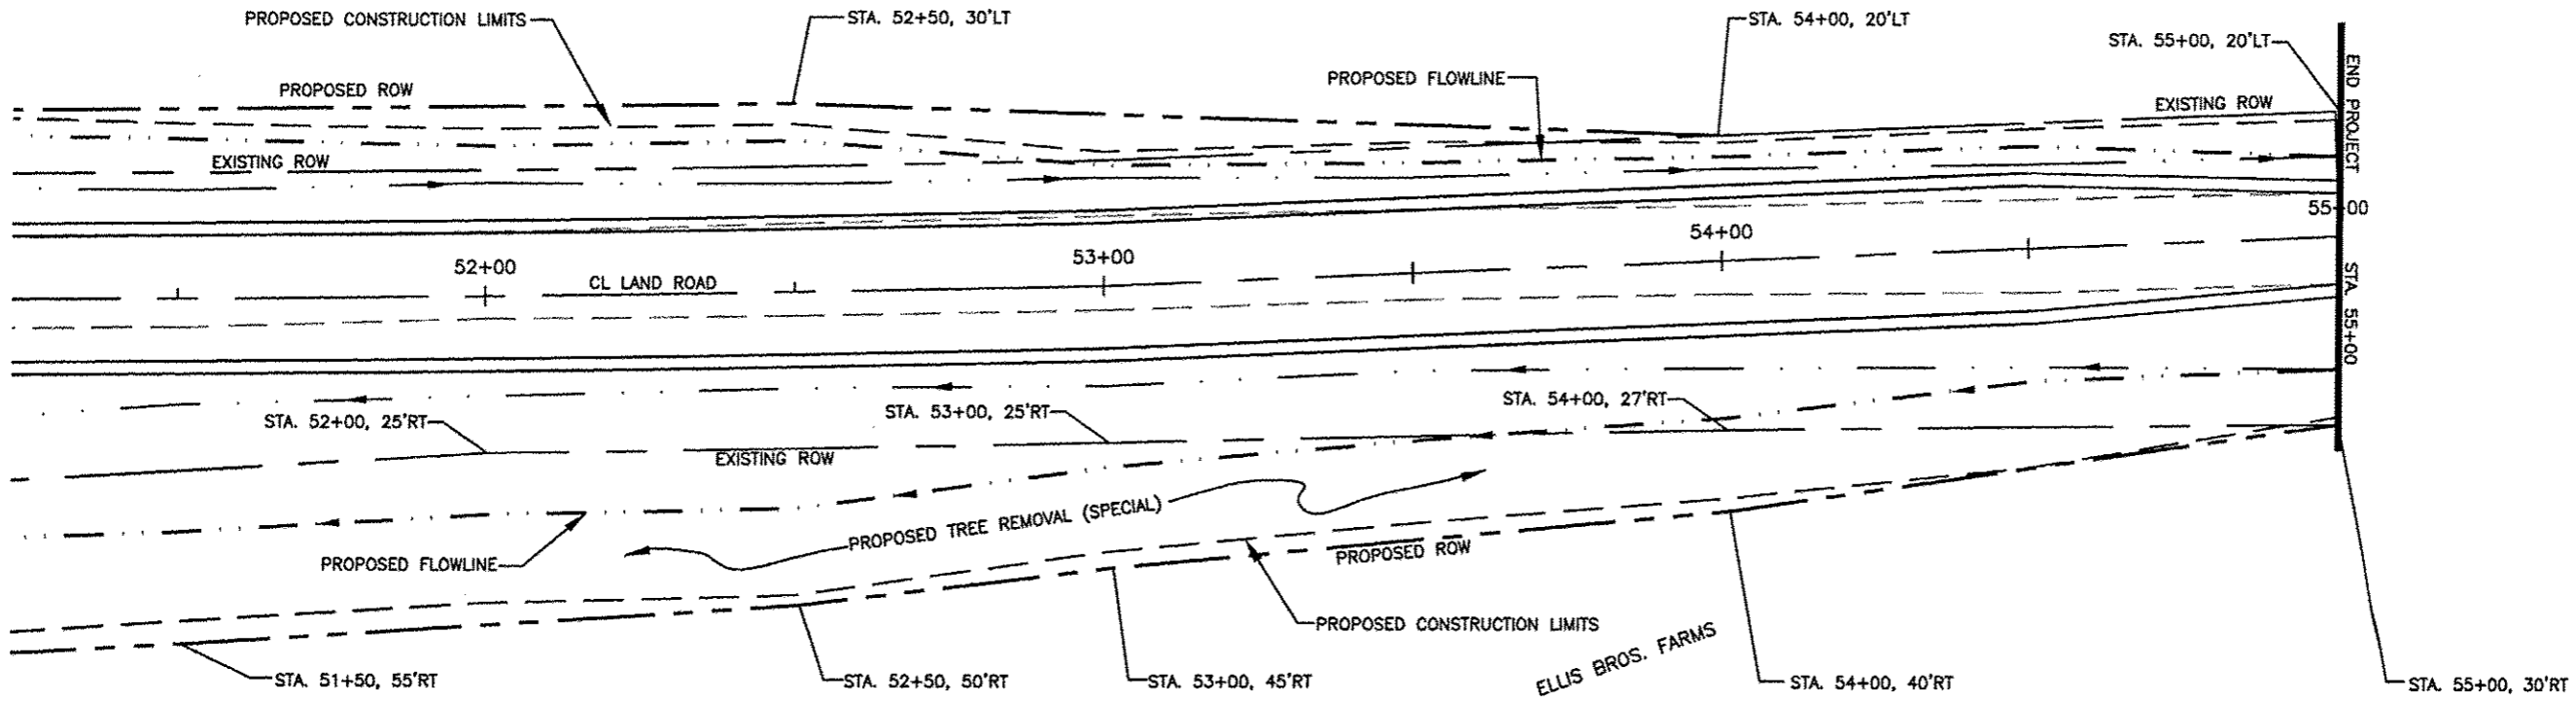 PROPOSED CONSTRUCTION LIMITS
STA. 52+50, 30'LT
STA. 54+00, 20'LT
STA. 55+00, 20'LT
PROPOSED ROW
PROPOSED FLOWLINE
EXISTING ROW
END PROJECT
EXISTING ROW
55+00
54+00
53+00
52+00
CL LAND ROAD
STA. 55+00
STA. 52+00, 25'RT
STA. 53+00, 25'RT
STA. 54+00, 27'RT
EXISTING ROW
PROPOSED TREE REMOVAL (SPECIAL)
PROPOSED FLOWLINE
PROPOSED ROW
PROPOSED CONSTRUCTION LIMITS
ELLIS BROS. FARMS
STA. 51+50, 55'RT
STA. 52+50, 50'RT
STA. 53+00, 45'RT
STA. 54+00, 40'RT
STA. 55+00, 30'RT